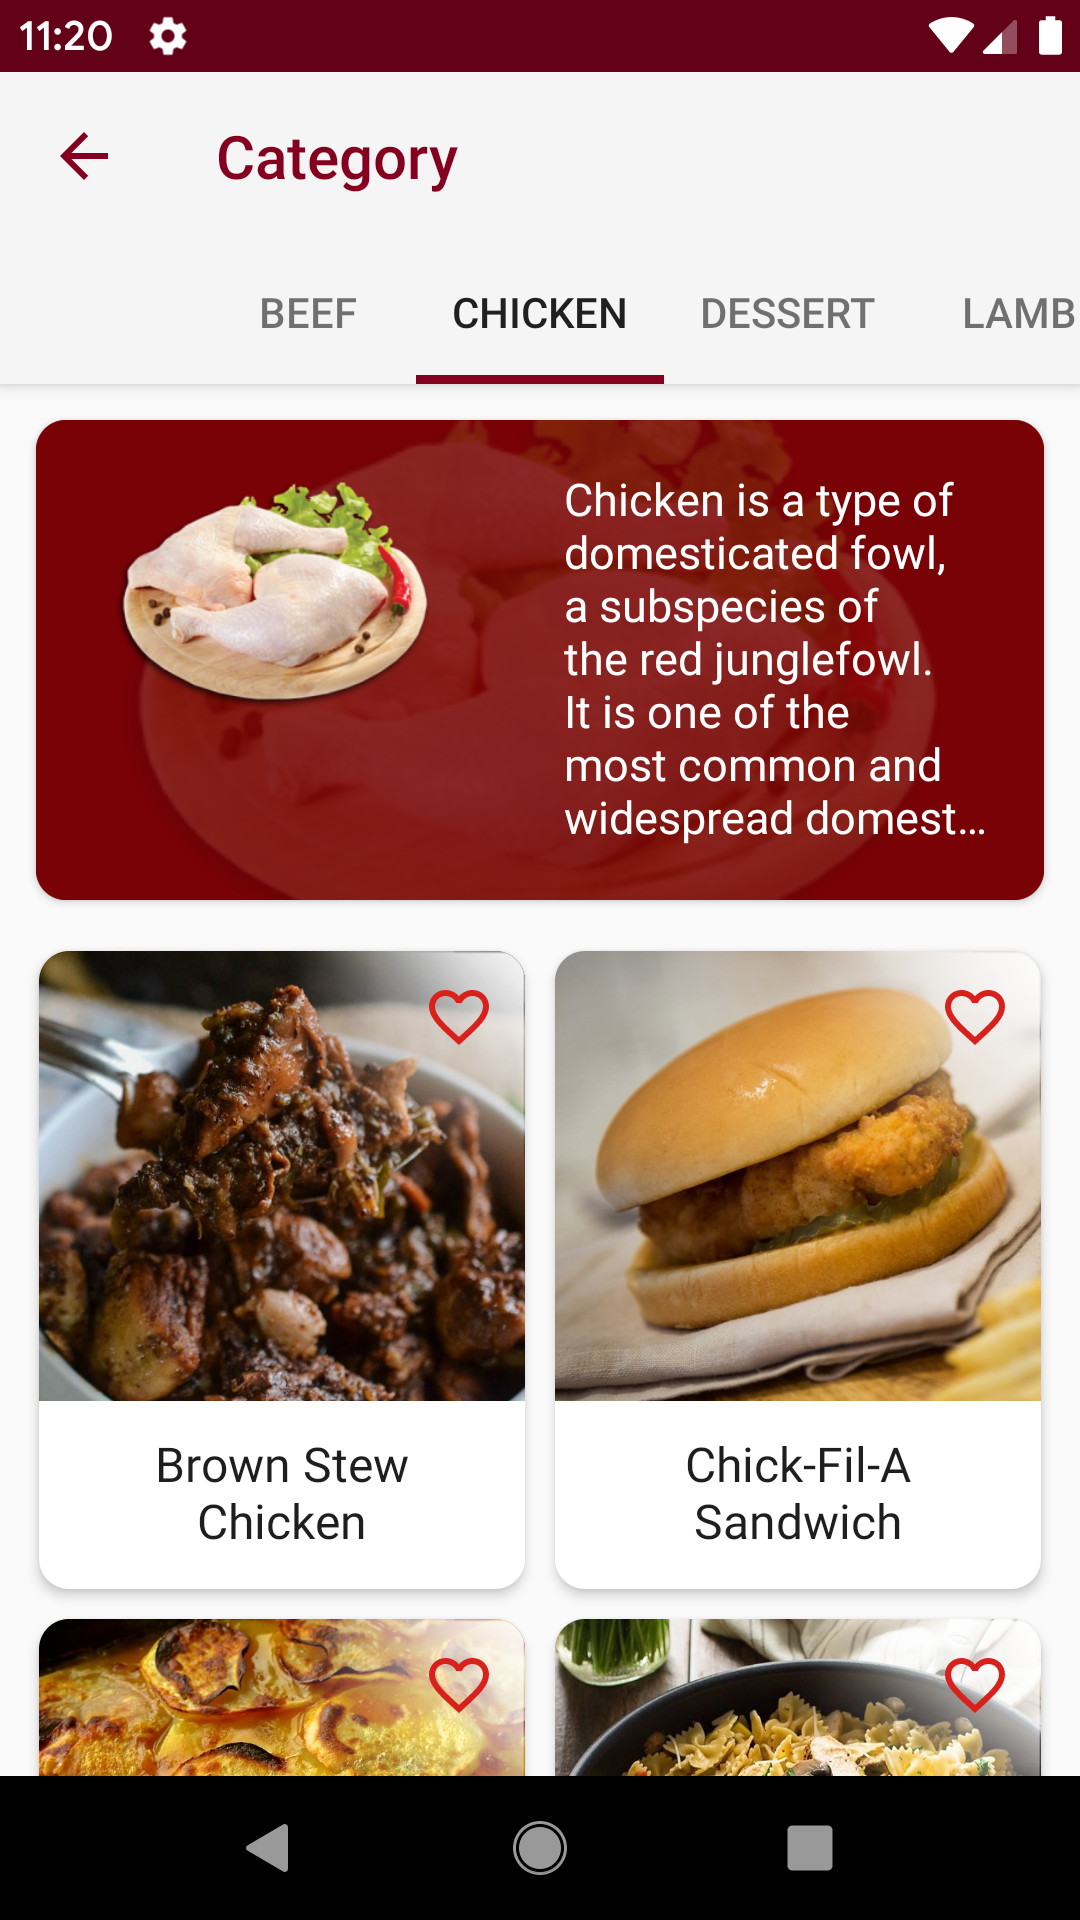 11:20
Category
BEEF CHICKEN DESSERT LAMB
Chicken is a type of
domesticated fowl,
a subspecies of
the red junglefowl.
It is one of the
most common and
widespread domest...
Brown Stew
Chicken
Chick-Fil-A
Sandwich